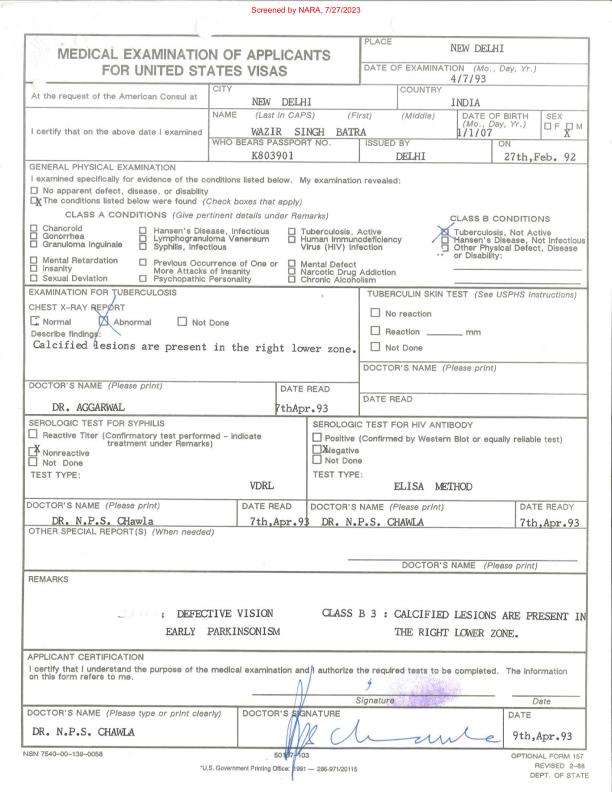 Screened by NARA, 7/27/2023
MEDICAL EXAMINATION OF APPLICANTS
FOR UNITED STATES VISAS
PLACE
NEW DELHI
DATE OF EXAMINATION (Mo., Day, Yr.)
4/7/93
At the request of the American Consul at
CITY
NEW DELHI
COUNTRY
INDIA
I certify that on the above date I examined
NAME (Last in CAPS) (First) (Middle)
WAZIR SINGH BATRA
DATE OF BIRTH
(Mo., Day, Yr.)
1/1/07
SEX
F M
X
WHO BEARS PASSPORT NO.
K803901
ISSUED BY
DELHI
ON
27th,Feb. 92
GENERAL PHYSICAL EXAMINATION
I examined specifically for evidence of the conditions listed below. My examination revealed:
No apparent defect, disease, or disability
X The conditions listed below were found (Check boxes that apply)
CLASS A CONDITIONS (Give pertinent details under Remarks)
Chancroid
Gonorrhea
Granuloma Inguinale
Hansen's Disease, Infectious
Lymphogranuloma Venereum
Syphilis, Infectious
Tuberculosis, Active
Human Immunodeficiency
Virus (HIV) Infection
Mental Retardation
Insanity
Sexual Deviation
Previous Occurrence of One or
More Attacks of Insanity
Psychopathic Personality
Mental Defect
Narcotic Drug Addiction
Chronic Alcoholism
CLASS B CONDITIONS
Tuberculosis, Not Active
Hansen's Disease, Not Infectious
Other Physical Defect, Disease
or Disability:
EXAMINATION FOR TUBERCULOSIS
CHEST X-RAY REPORT
Normal Abnormal Not Done
Describe findings:
Calcified lesions are present in the right lower zone.
DOCTOR'S NAME (Please print)
DR. AGGARWAL
DATE READ
7thApr.93
TUBERCULIN SKIN TEST (See USPHS Instructions)
No reaction
Reaction ______ mm
Not Done
DOCTOR'S NAME (Please print)
DATE READ
SEROLOGIC TEST FOR SYPHILIS
Reactive Titer (Confirmatory test performed - indicate
treatment under Remarks)
X Nonreactive
Not Done
TEST TYPE:
VDRL
DOCTOR'S NAME (Please print)
DR. N.P.S. CHawla
DATE READ
7th,Apr.93
SEROLOGIC TEST FOR HIV ANTIBODY
Positive (Confirmed by Western Blot or equally reliable test)
X Negative
Not Done
TEST TYPE:
ELISA METHOD
DOCTOR'S NAME (Please print)
DR. N.P.S. CHAWLA
DATE READY
7th,Apr.93
OTHER SPECIAL REPORT(S) (When needed)
DOCTOR'S NAME (Please print)
REMARKS
: DEFECTIVE VISION
EARLY PARKINSONISM
CLASS B 3 : CALCIFIED LESIONS ARE PRESENT IN
THE RIGHT LOWER ZONE.
APPLICANT CERTIFICATION
I certify that I understand the purpose of the medical examination and I authorize the required tests to be completed. The information
on this form refers to me.
Signature
Date
DOCTOR'S NAME (Please type or print clearly)
DR. N.P.S. CHAWLA
DOCTOR'S SIGNATURE
Chawla
DATE
9th,Apr.93
NSN 7540-00-139-0058
50157-103
OPTIONAL FORM 157
REVISED 2-88
DEPT. OF STATE
*U.S. Government Printing Office: 1991 — 286-971/20115